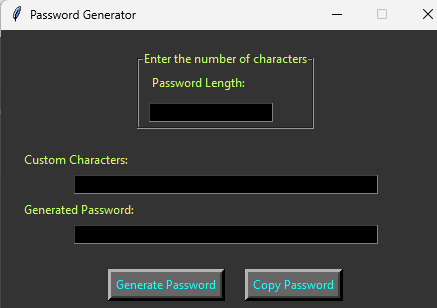 Password Generator
Enter the number of characters
Password Length:
Custom Characters:
Generated Password:
Generate Password
Copy Password